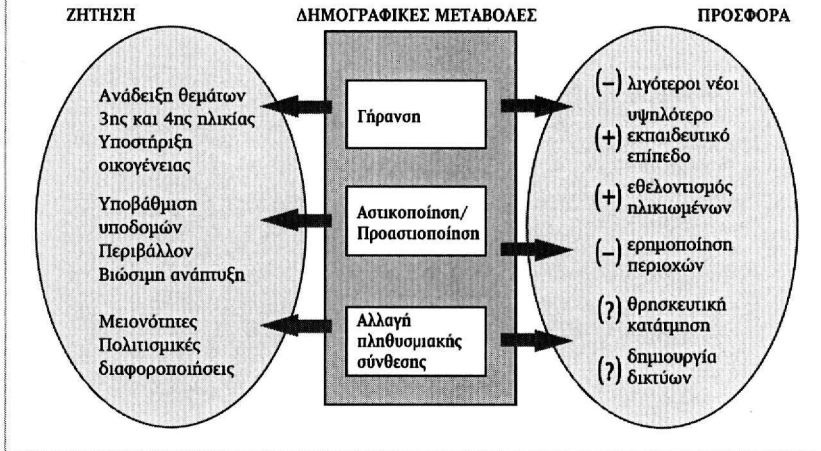 ΖΗΤΗΣΗ
ΔΗΜΟΓΡΑΦΙΚΕΣ ΜΕΤΑΒΟΛΕΣ
ΠΡΟΣΦΟΡΑ
Ανάδειξη θεμάτων
3ης και 4ης ηλικίας
Υποστήριξη
οικογένειας
Υποβάθμιση
υποδομών
Περιβάλλον
Βιώσιμη ανάπτυξη
Μειονότητες
Πολιτισμικές
διαφοροποιήσεις
Γήρανση
Αστικοποίηση/
Προαστιοποίηση
Αλλαγή
πληθυσμιακής
σύνθεσης
(−) λιγότεροι νέοι
υψηλότερο
(+) εκπαιδευτικό
επίπεδο
(+) εθελοντισμός
ηλικιωμένων
(−) ερημοποίηση
περιοχών
(?) θρησκευτική
κατάτμηση
(?) δημιουργία
δικτύων